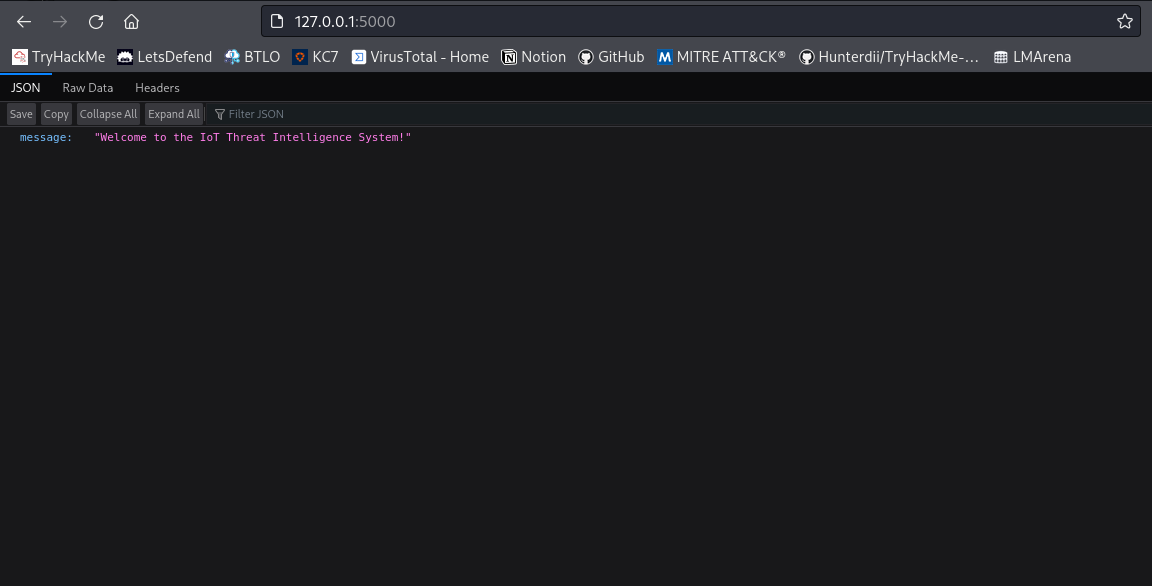 127.0.0.1:5000
TryHackMe LetsDefend BTLO KC7 VirusTotal - Home Notion GitHub MITRE ATT&CK® Hunterdii/TryHackMe-... LMArena
JSON Raw Data Headers
Save Copy Collapse All Expand All Filter JSON
message: "Welcome to the IoT Threat Intelligence System!"